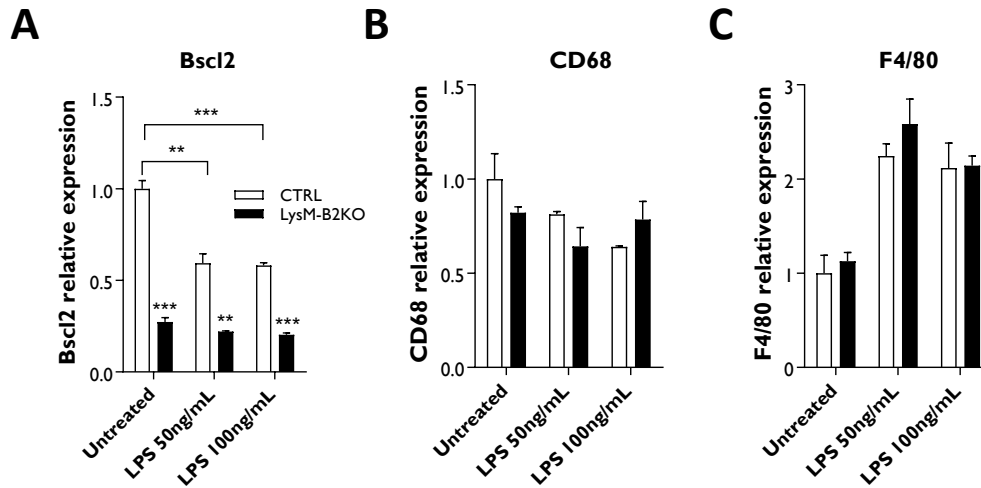 A
Bscl2
Bscl2 relative expression
1.5
1.0
0.5
0.0
***
**
CTRL
LysM-B2KO
***
**
***
Untreated
LPS 50ng/mL
LPS 100ng/mL
B
CD68
CD68 relative expression
1.5
1.0
0.5
0.0
Untreated
LPS 50ng/mL
LPS 100ng/mL
C
F4/80
F4/80 relative expression
3
2
1
0
Untreated
LPS 50ng/mL
LPS 100ng/mL